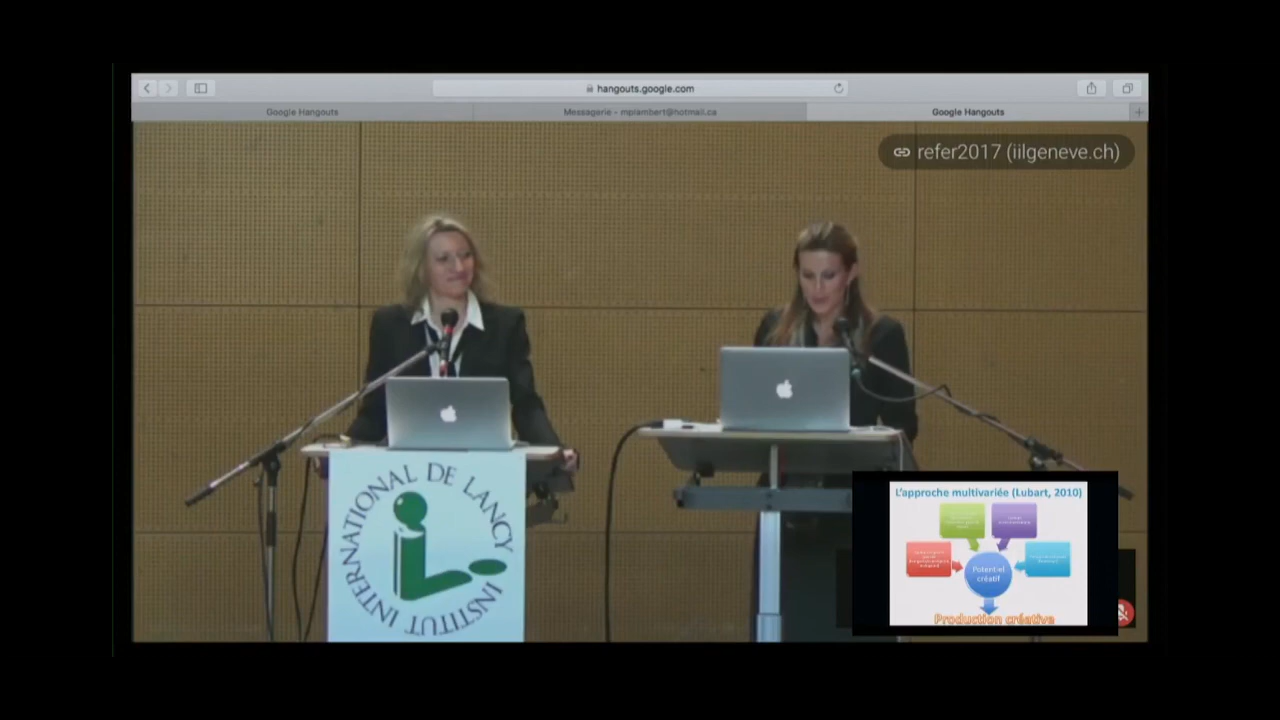 hangouts.google.com
Google Hangouts
Messagerie - mplambert@hotmail.ca
Google Hangouts
refer2017 (iilgeneve.ch)
INSTITUT INTERNATIONAL DE LANCY
L'approche multivariée (Lubart, 2010)
Potentiel
créatif
Production créative